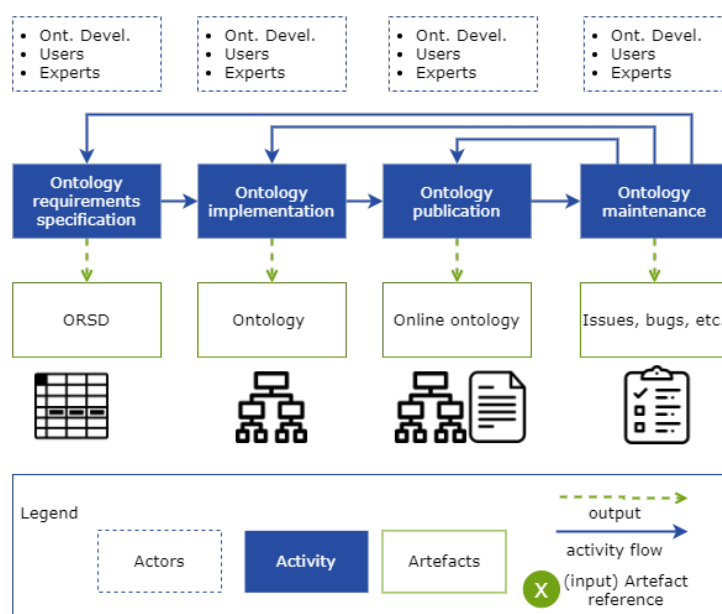 • Ont. Devel.
• Users
• Experts
• Ont. Devel.
• Users
• Experts
• Ont. Devel.
• Users
• Experts
• Ont. Devel.
• Users
• Experts
Ontology
requirements
specification
Ontology
implementation
Ontology
publication
Ontology
maintenance
ORSD
Ontology
Online ontology
Issues, bugs, etc.
Legend
Actors
Activity
Artefacts
output
activity flow
X
(input) Artefact
reference